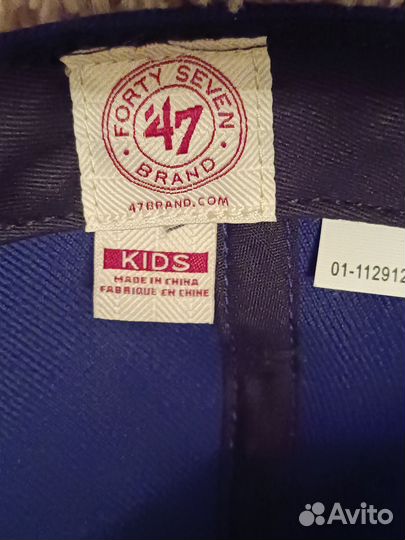 FORTY SEVEN
'47
BRAND
47BRAND.COM
KIDS
MADE IN CHINA
FABRIQUE EN CHINE
01-112912
Avito